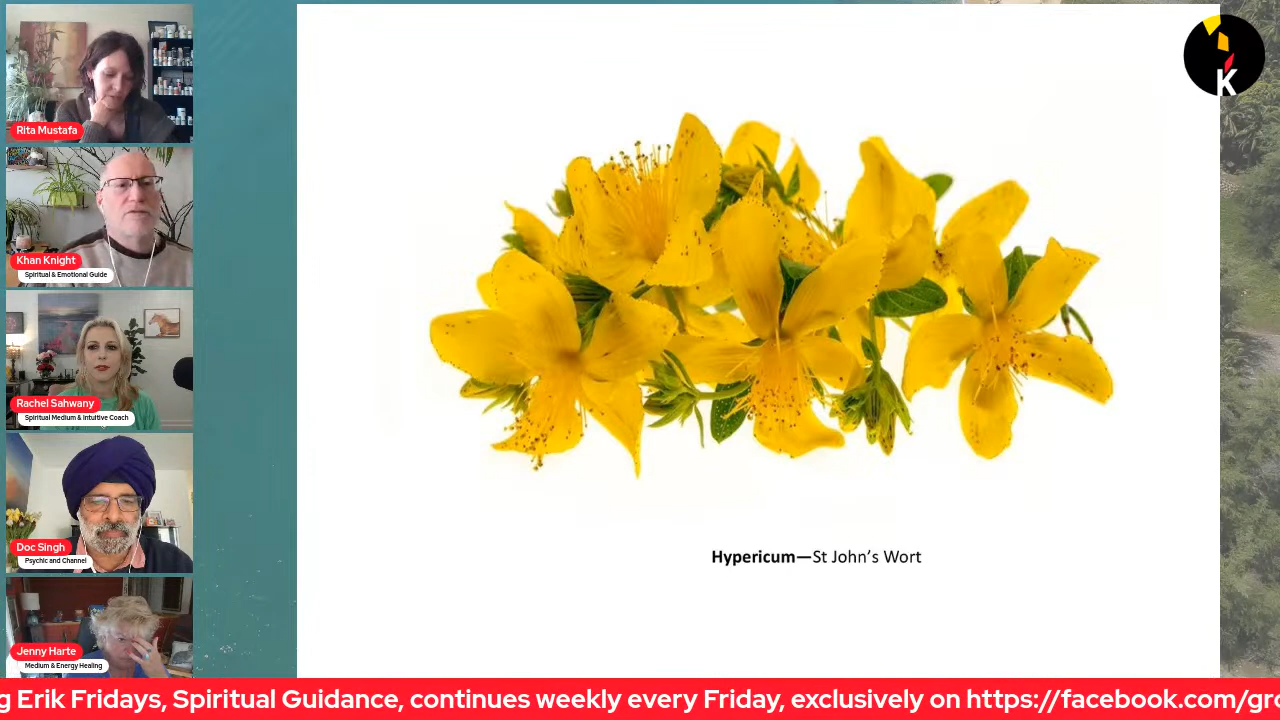 Rita Mustafa
Khan Knight
Spiritual & Emotional Guide
Rachel Sahwany
Spiritual Medium & Intuitive Coach
Doc Singh
Psychic and Channel
Jenny Harte
Medium & Energy Healing
K
Hypericum—St John’s Wort
g Erik Fridays, Spiritual Guidance, continues weekly every Friday, exclusively on https://facebook.com/gro